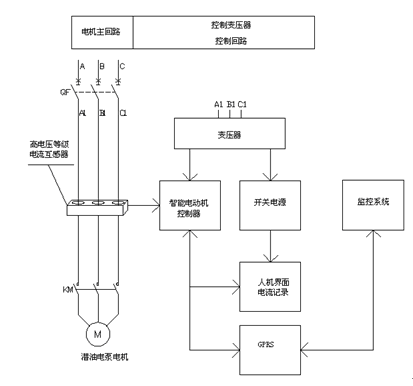 电机主回路
控制变压器
控制回路
A B C
QF
A1 B1 C1
A1 B1 C1
变压器
高电压等级
电流互感器
智能电动机
控制器
开关电源
监控系统
人机界面
电流记录
KM
GPRS
M
潜油电泵电机